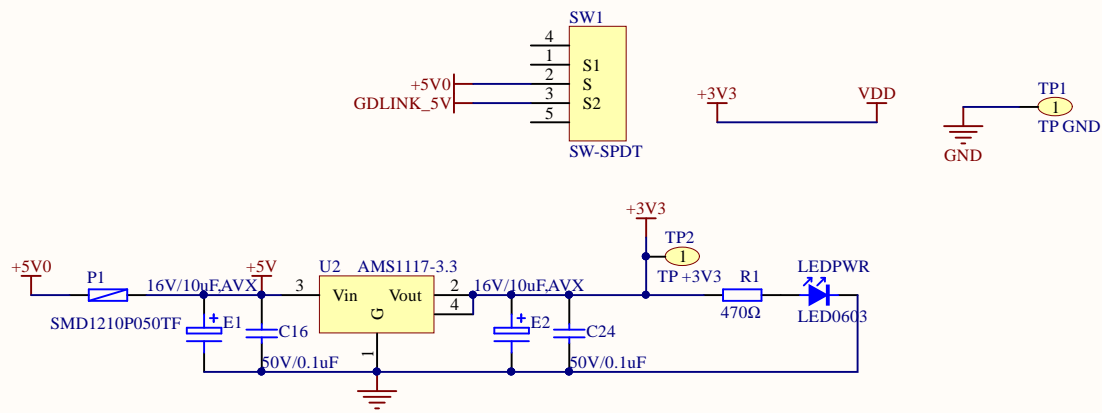 SW1
4
1 S1
+5V0 2 S
GDLINK_5V 3 S2
5
SW-SPDT
+3V3 VDD
TP1
1
TP GND
GND
+3V3
TP2
1
TP +3V3
+5V0 P1 +5V
SMD1210P050TF
16V/10uF,AVX
E1
C16
50V/0.1uF
U2 AMS1117-3.3
3 Vin Vout 2
4
G
1
16V/10uF,AVX
E2
C24
50V/0.1uF
R1
470Ω
LEDPWR
LED0603